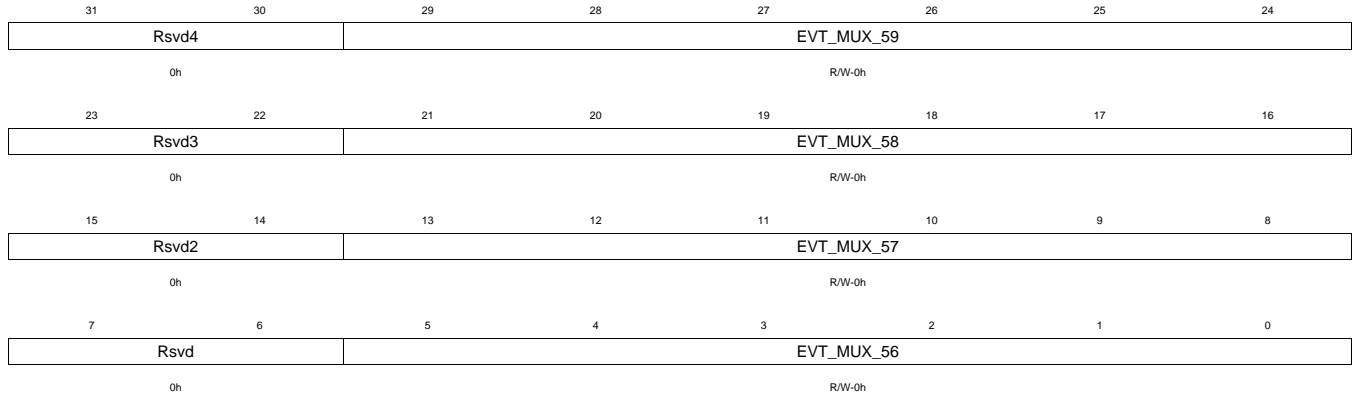 31 30 29 28 27 26 25 24
Rsvd4 EVT_MUX_59
0h R/W-0h
23 22 21 20 19 18 17 16
Rsvd3 EVT_MUX_58
0h R/W-0h
15 14 13 12 11 10 9 8
Rsvd2 EVT_MUX_57
0h R/W-0h
7 6 5 4 3 2 1 0
Rsvd EVT_MUX_56
0h R/W-0h